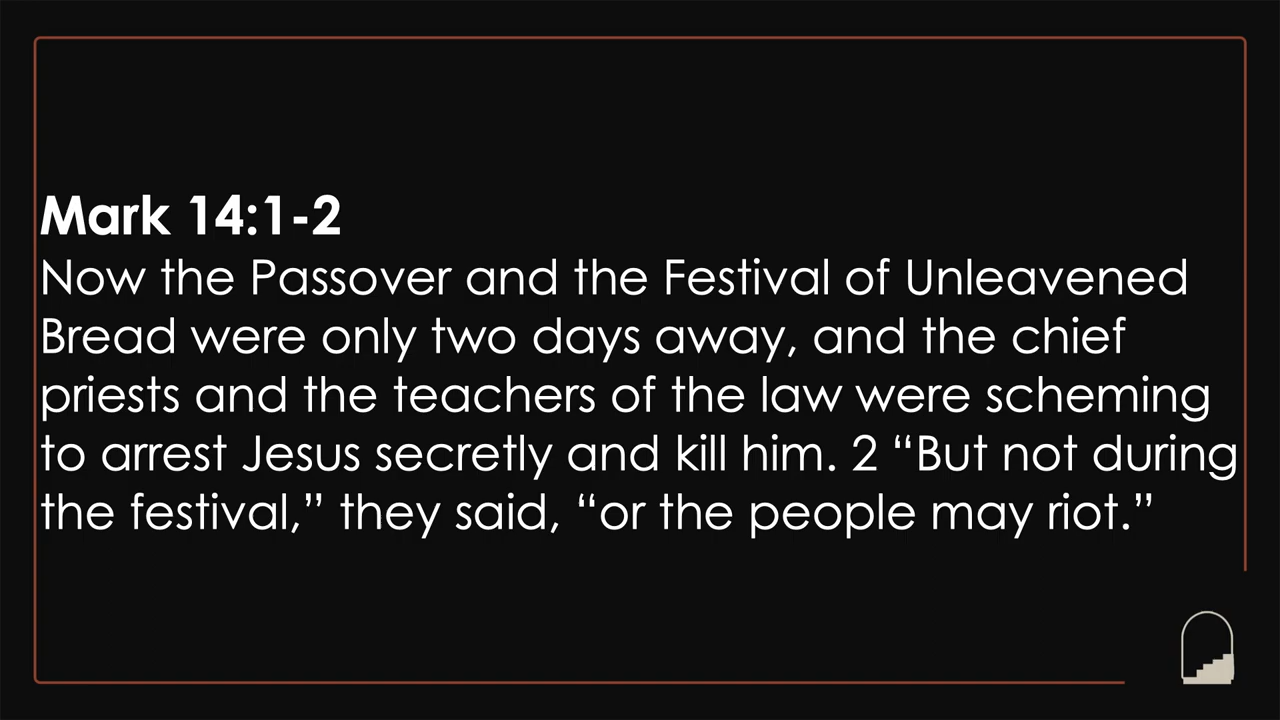 Mark 14:1-2
Now the Passover and the Festival of Unleavened
Bread were only two days away, and the chief
priests and the teachers of the law were scheming
to arrest Jesus secretly and kill him. 2 “But not during
the festival,” they said, “or the people may riot.”